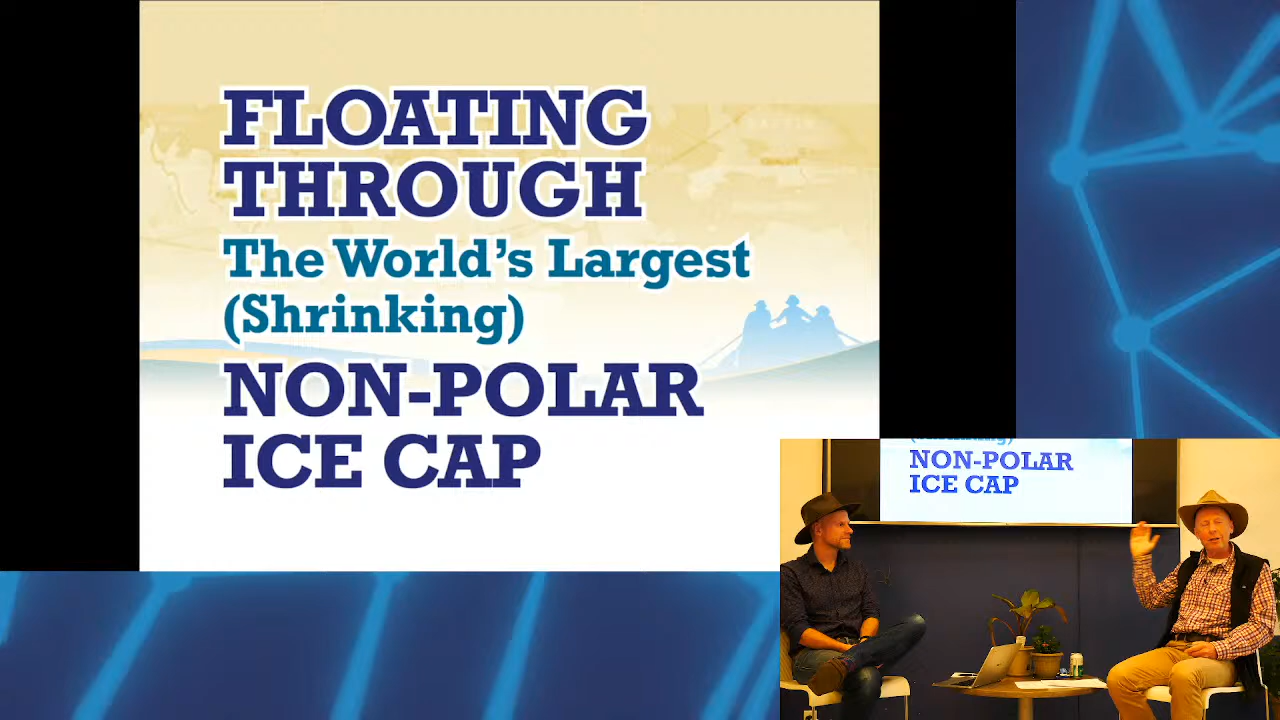 FLOATING
THROUGH
The World's Largest
(Shrinking)
NON-POLAR
ICE CAP
NON-POLAR
ICE CAP